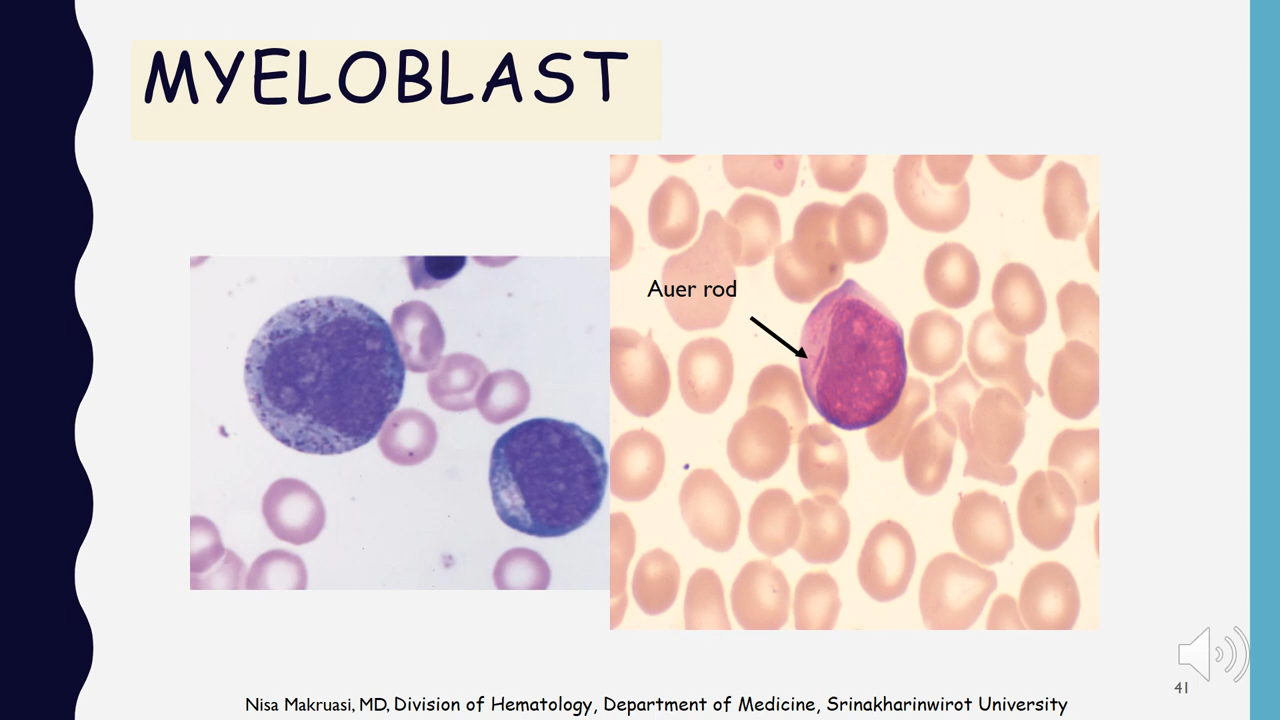 MYELOBLAST
Auer rod
41
Nisa Makruasi, MD, Division of Hematology, Department of Medicine, Srinakharinwirot University